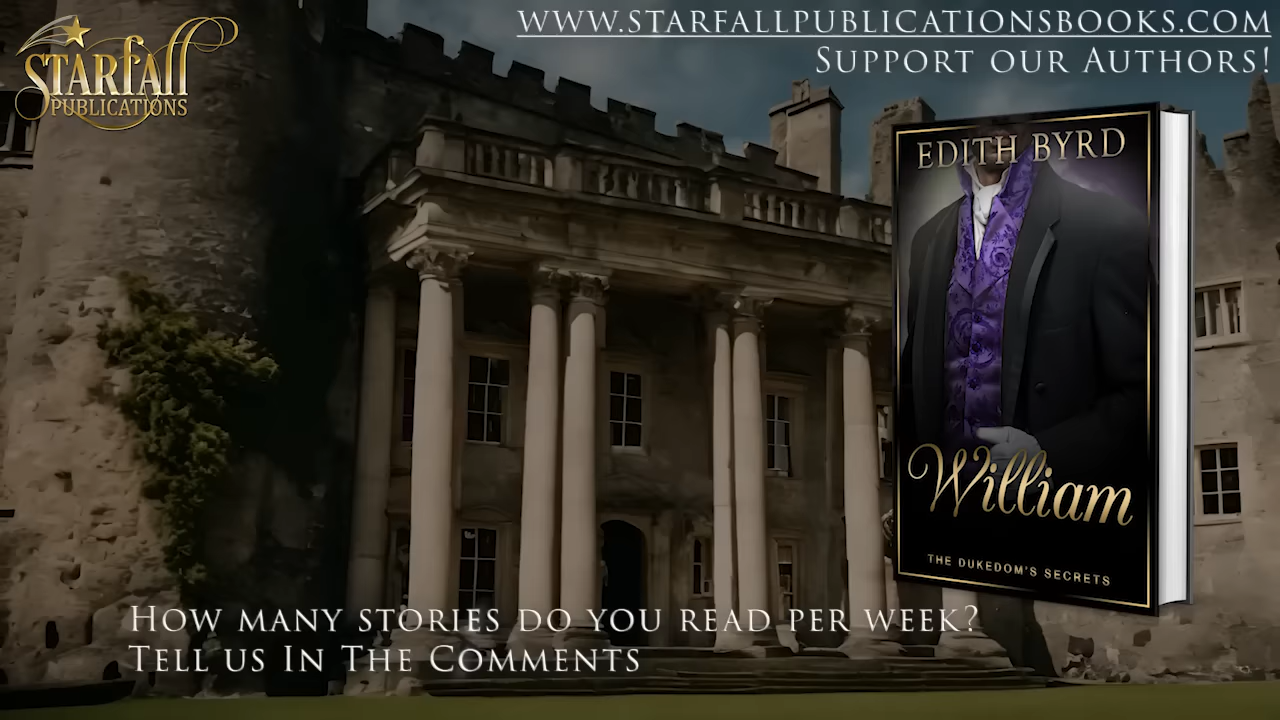 STARfall
PUBLICATIONS
WWW.STARFALLPUBLICATIONSBOOKS.COM
SUPPORT OUR AUTHORS!
EDITH BYRD
William
THE DUKEDOM'S SECRETS
HOW MANY STORIES DO YOU READ PER WEEK?
TELL US IN THE COMMENTS